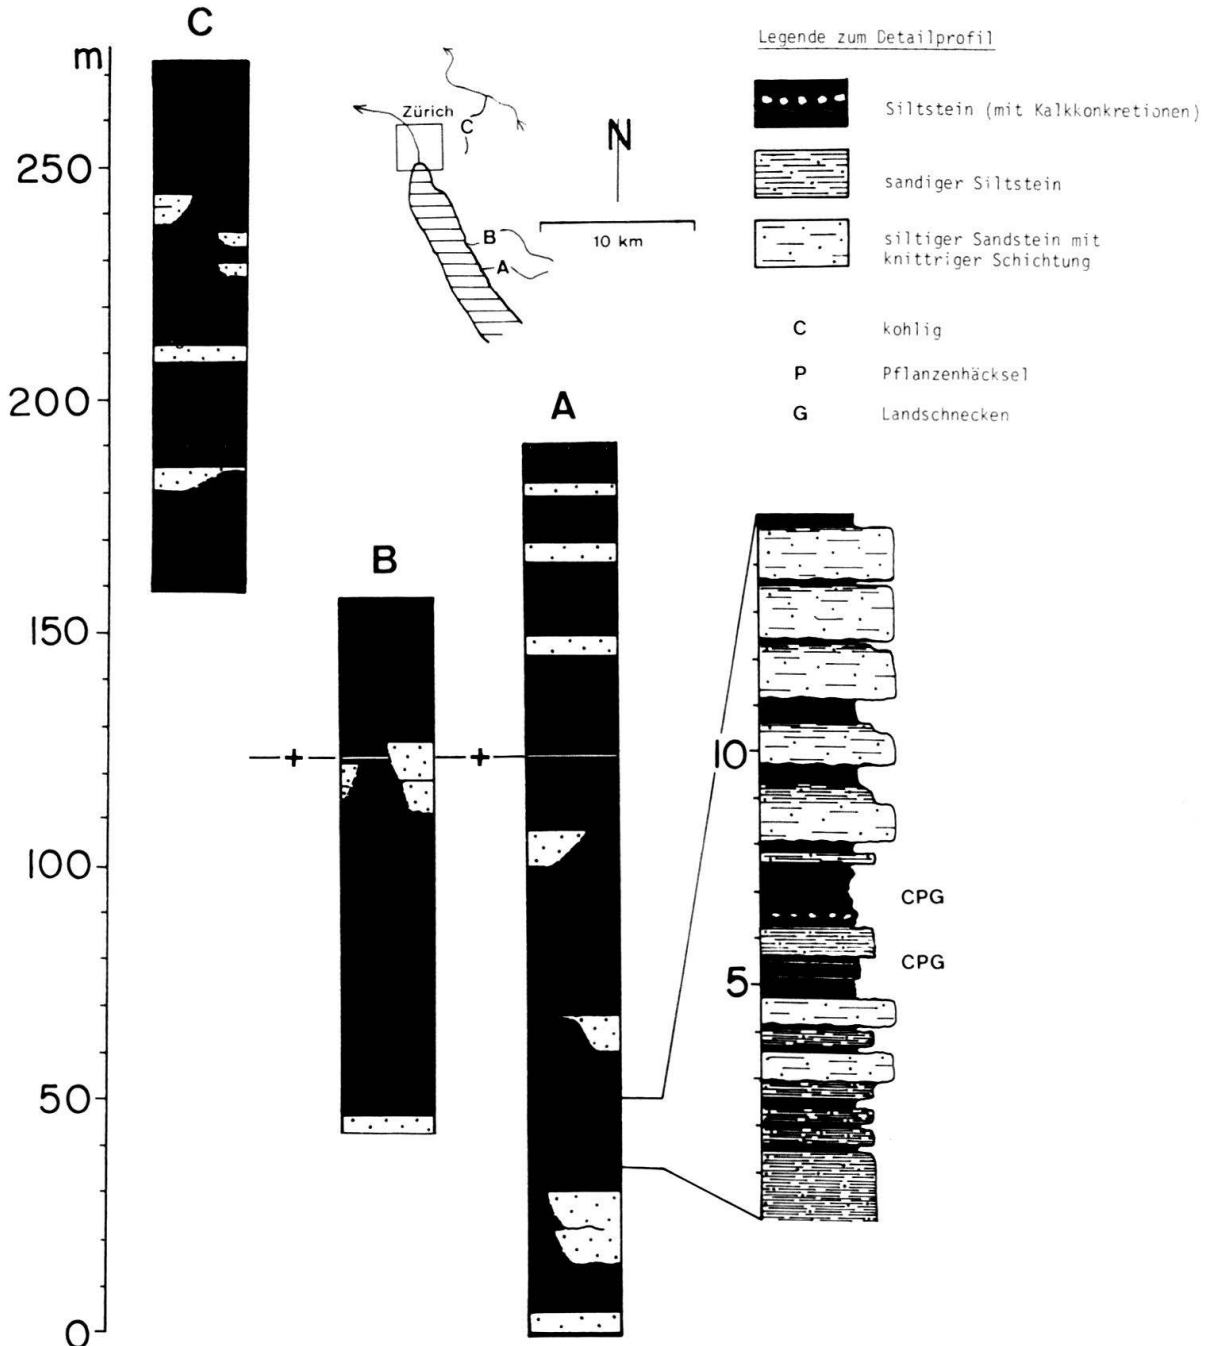 C
m
250
200
150
100
50
0
Zürich
C
B
A
N
10 km
Legende zum Detailprofil
Siltstein (mit Kalkkonkretionen)
sandiger Siltstein
siltiger Sandstein mit
knittriger Schichtung
C kohlig
P Pflanzenhäcksel
G Landschnecken
B
A
10
5
CPG
CPG